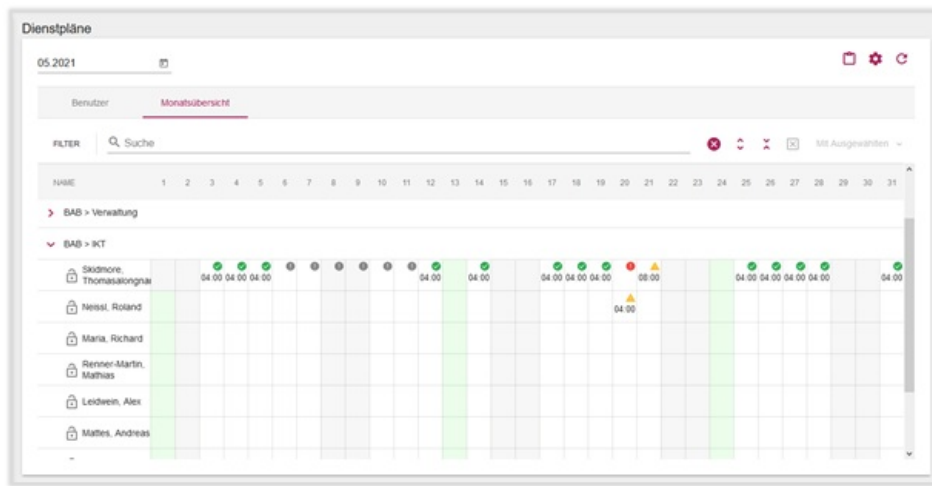 Dienstpläne
05.2021
Benutzer Monatsübersicht
FILTER Suche Mit Ausgewählten
NAME 1 2 3 4 5 6 7 8 9 10 11 12 13 14 15 16 17 18 19 20 21 22 23 24 25 26 27 28 29 30 31
BAB > Verwaltung
BAB > IKT
Skidmore,
Thomasalongnar 04:00 04:00 04:00 04:00 04:00 04:00 04:00 04:00 08:00 04:00 04:00 04:00 04:00 04:00
Neissl, Roland 04:00
Maria, Richard
Renner-Martin,
Mathias
Leidwein, Alex
Mattes, Andreas